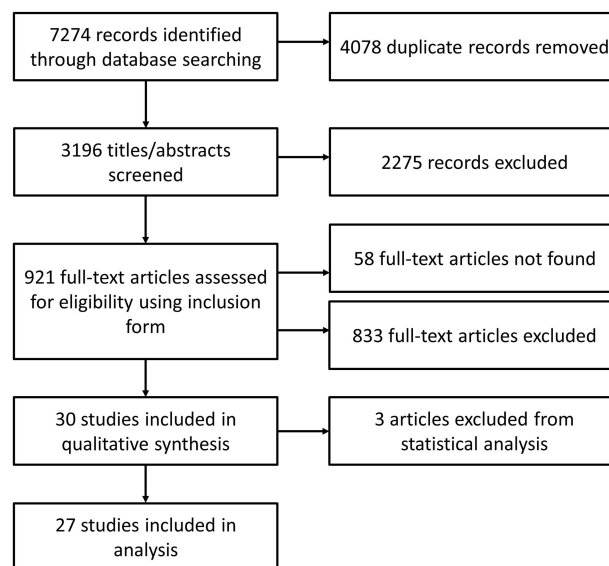 7274 records identified
through database searching
4078 duplicate records removed
3196 titles/abstracts
screened
2275 records excluded
921 full-text articles assessed
for eligibility using inclusion
form
58 full-text articles not found
833 full-text articles excluded
30 studies included in
qualitative synthesis
3 articles excluded from
statistical analysis
27 studies included in
analysis